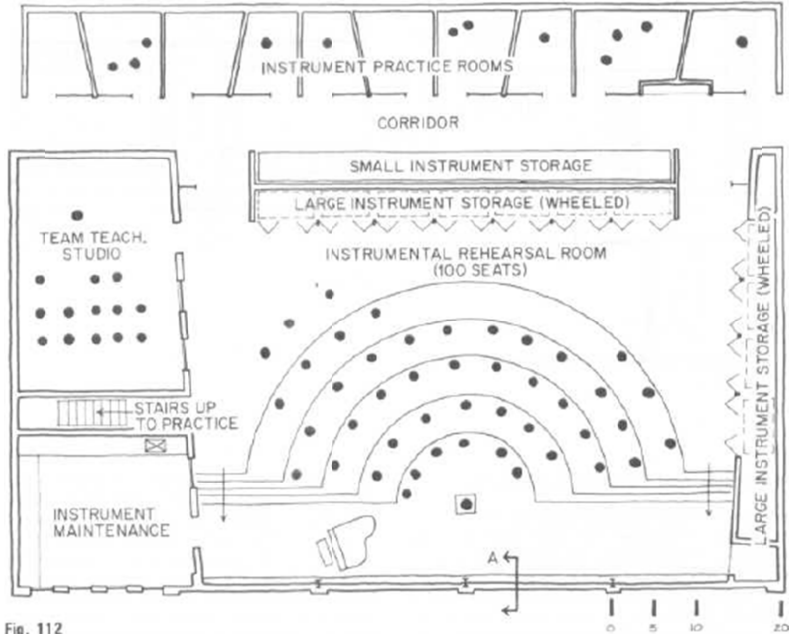 INSTRUMENT PRACTICE ROOMS
CORRIDOR
SMALL INSTRUMENT STORAGE
LARGE INSTRUMENT STORAGE (WHEELED)
INSTRUMENTAL REHEARSAL ROOM
(100 SEATS)
TEAM TEACH.
STUDIO
LARGE INSTRUMENT STORAGE (WHEELED)
STAIRS UP
TO PRACTICE
INSTRUMENT
MAINTENANCE
A
0 5 10 20
Fig. 112